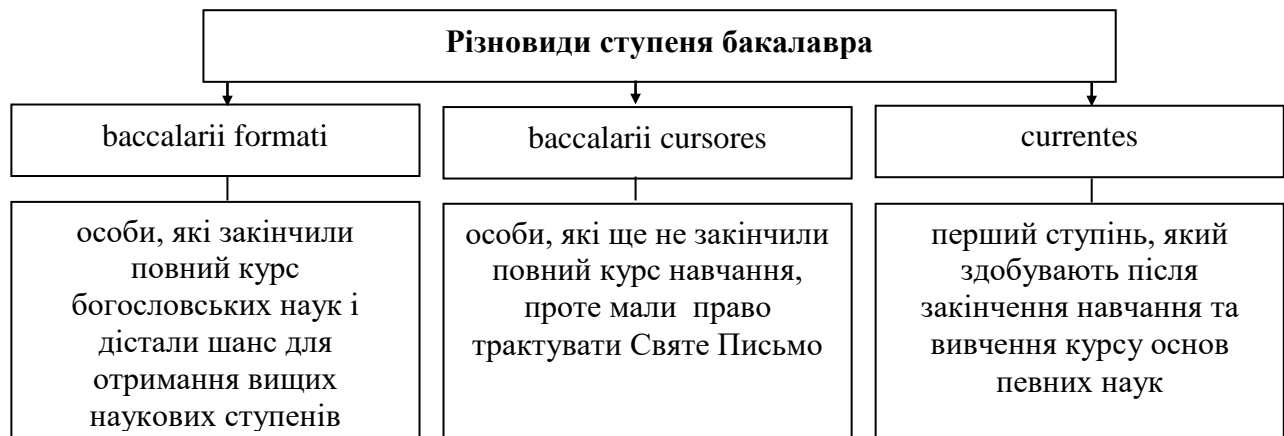 Різновиди ступеня бакалавра
baccalarii formati
baccalarii cursores
currentes
особи, які закінчили
повний курс
богословських наук і
дістали шанс для
отримання вищих
наукових ступенів
особи, які ще не закінчили
повний курс навчання,
проте мали право
трактувати Святе Письмо
перший ступінь, який
здобувають після
закінчення навчання та
вивчення курсу основ
певних наук